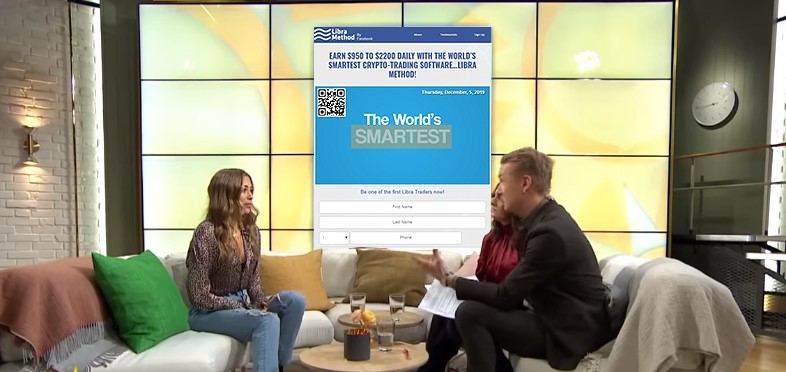 Libra
Method
By
Facebook
About
Testimonials
Sign Up
EARN $950 TO $2200 DAILY WITH THE WORLD'S
SMARTEST CRYPTO-TRADING SOFTWARE...LIBRA
METHOD!
Thursday, December, 5, 2019
The World's
SMARTEST
Be one of the first Libra Traders now!
First Name
Last Name
Phone